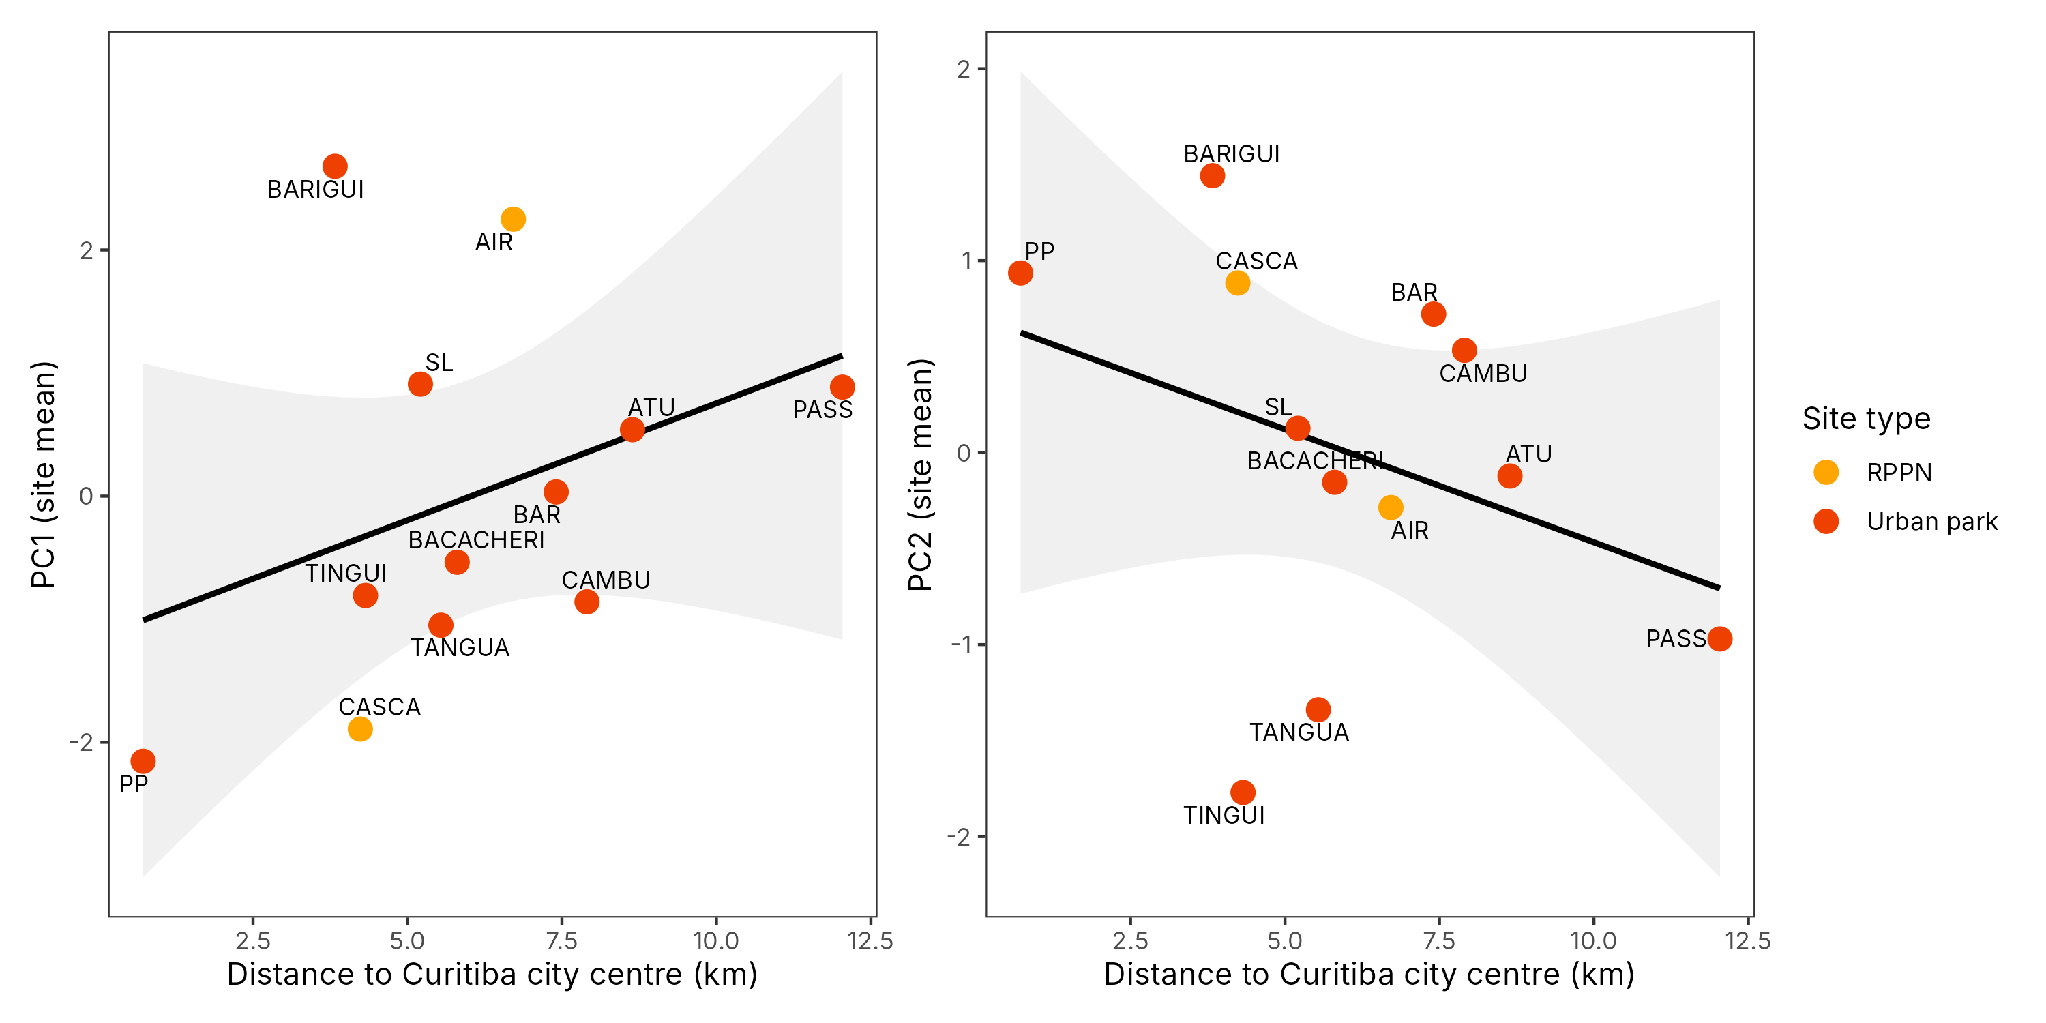 PC1 (site mean)
2
0
-2
BARIGUI
AIR
SL
ATU
PASS
BAR
BACACHERI
TINGUI
CAMBU
TANGUA
CASCA
PP
2.5 5.0 7.5 10.0 12.5
Distance to Curitiba city centre (km)
PC2 (site mean)
2
1
0
-1
-2
BARIGUI
PP
CASCA
BAR
CAMBU
SL
BACACHERI
ATU
AIR
PASS
TANGUA
TINGUI
2.5 5.0 7.5 10.0 12.5
Distance to Curitiba city centre (km)
Site type
RPPN
Urban park